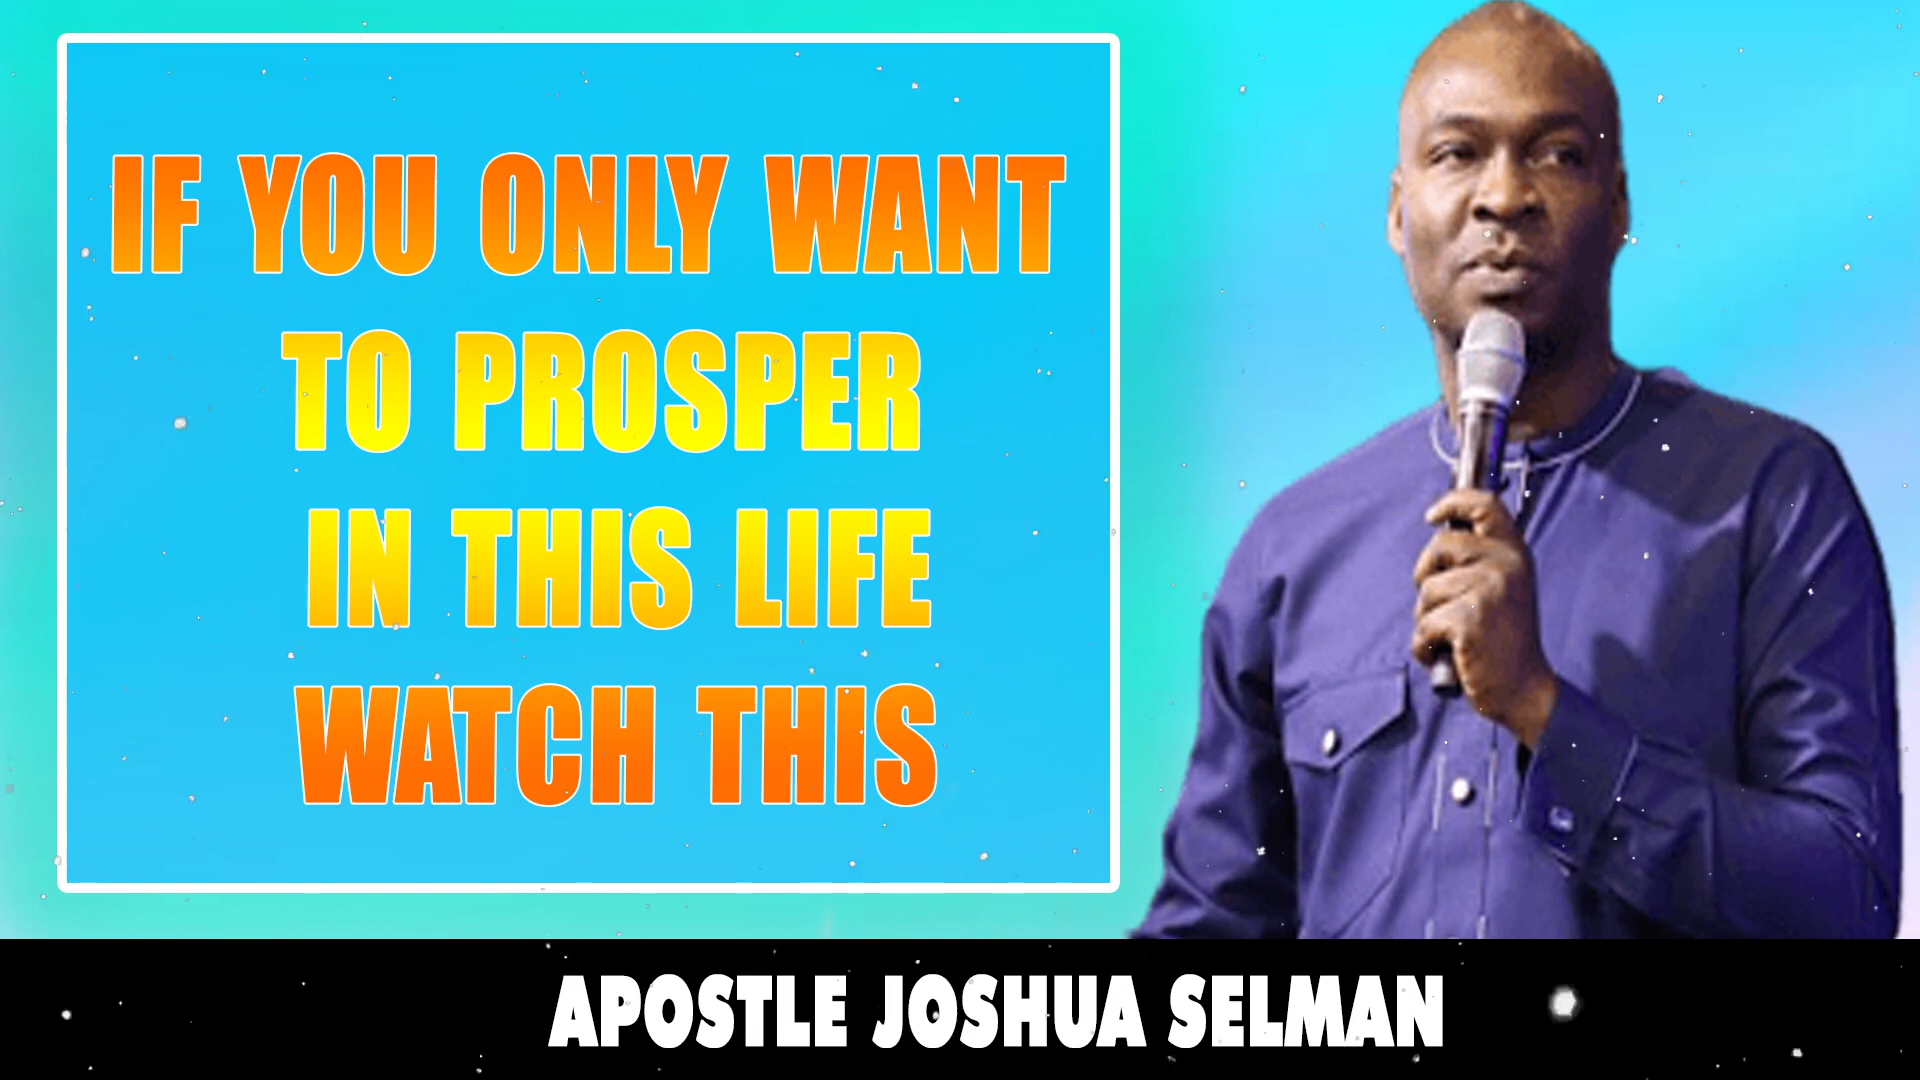 IF YOU ONLY WANT
TO PROSPER
IN THIS LIFE
WATCH THIS
APOSTLE JOSHUA SELMAN